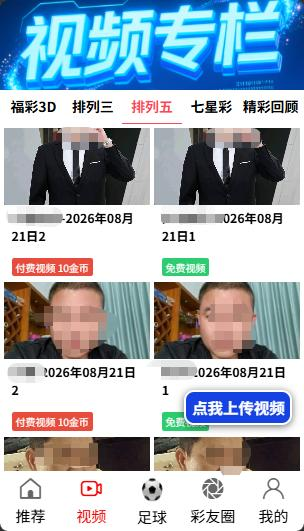 视频专栏
福彩3D 排列三 排列五 七星彩 精彩回顾
-2026年08月21日2
2026年08月21日1
付费视频 10金币
免费视频
2026年08月21日2
2026年08月21日1
付费视频 10金币
免费视频
点我上传视频
推荐 视频 足球 彩友圈 我的